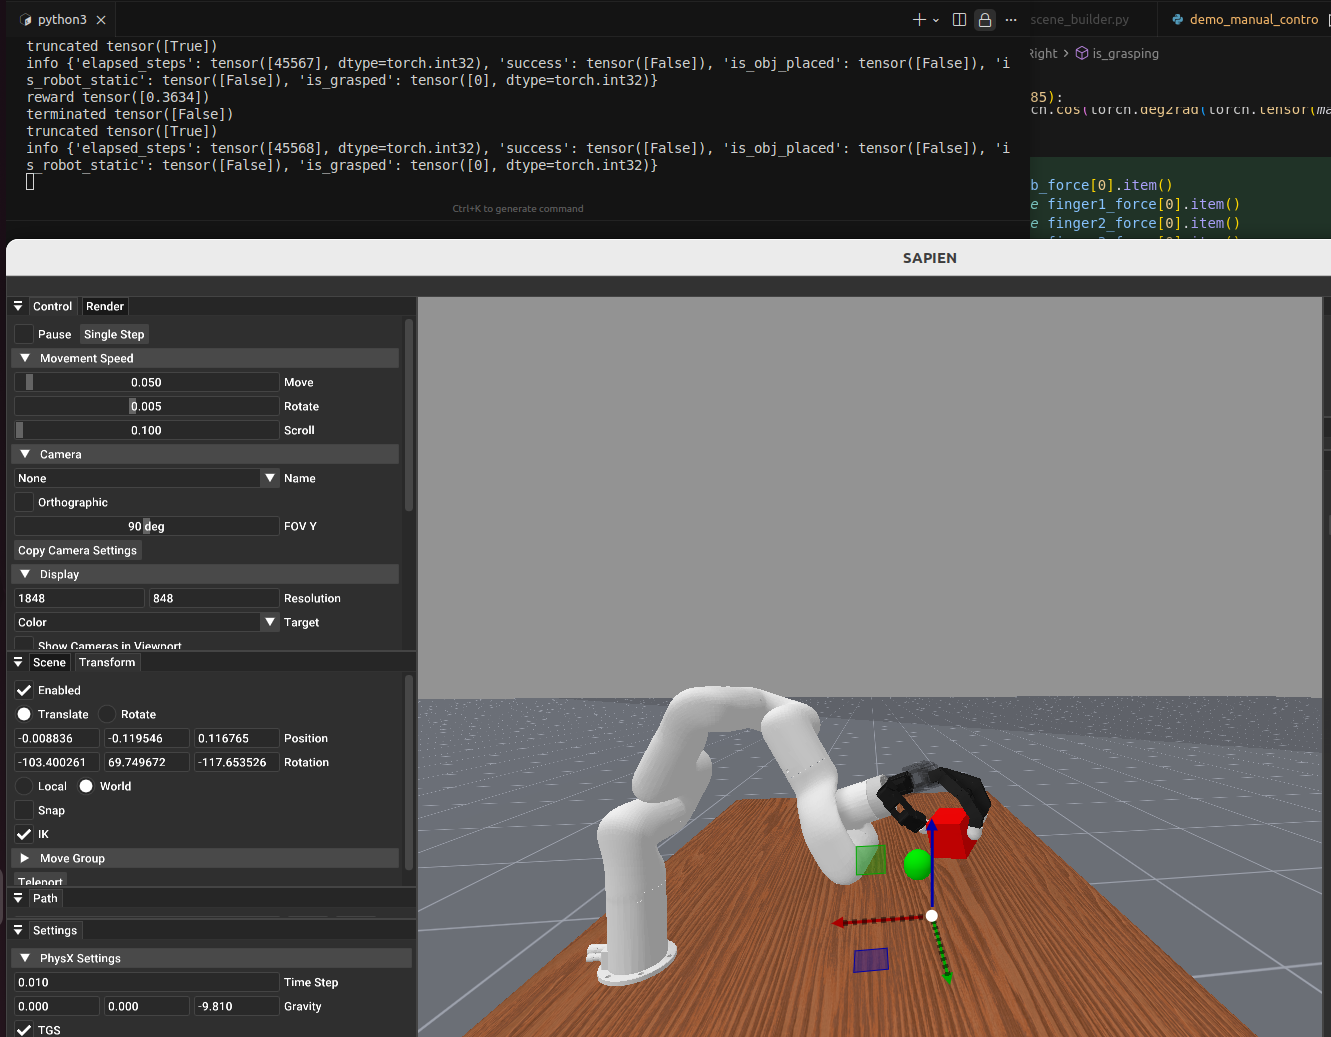 python3
scene_builder.py
demo_manual_contro
truncated tensor([True])
info {'elapsed_steps': tensor([45567], dtype=torch.int32), 'success': tensor([False]), 'is_obj_placed': tensor([False]), 'i
s_robot_static': tensor([False]), 'is_grasped': tensor([0], dtype=torch.int32)}
reward tensor([0.3634])
terminated tensor([False])
truncated tensor([True])
info {'elapsed_steps': tensor([45568], dtype=torch.int32), 'success': tensor([False]), 'is_obj_placed': tensor([False]), 'i
s_robot_static': tensor([False]), 'is_grasped': tensor([0], dtype=torch.int32)}
Ctrl+K to generate command
Right > is_grasping
85):
ch.cos(torch.deg2rad(torch.tensor(ma
b_force[0].item()
e finger1_force[0].item()
e finger2_force[0].item()
SAPIEN
Control Render
Pause Single Step
Movement Speed
0.050 Move
0.005 Rotate
0.100 Scroll
Camera
None Name
Orthographic
90 deg FOV Y
Copy Camera Settings
Display
1848 848 Resolution
Color Target
Show Cameras in Viewport
Scene Transform
Enabled
Translate Rotate
-0.008836 -0.119546 0.116765 Position
-103.400261 69.749672 -117.653526 Rotation
Local World
Snap
IK
Move Group
Teleport
Path
Settings
PhysX Settings
0.010 Time Step
0.000 0.000 -9.810 Gravity
TGS